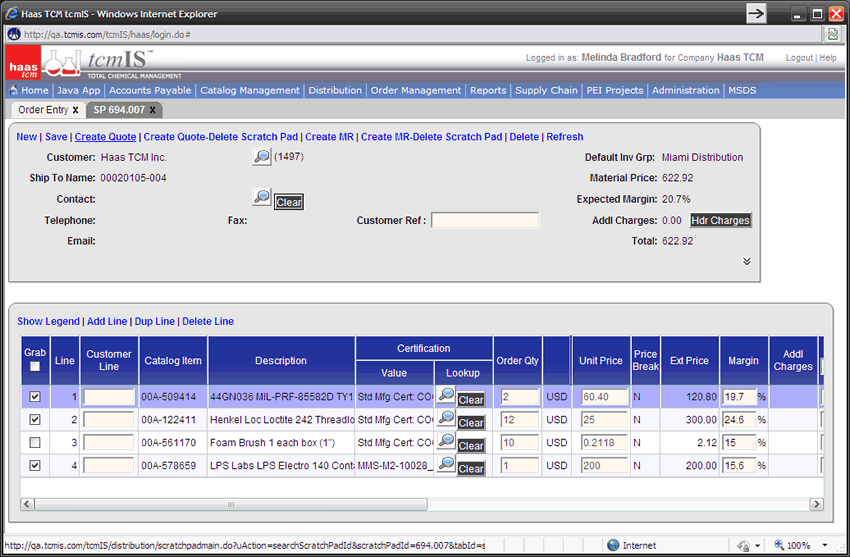 Haas TCM tcmIS - Windows Internet Explorer
http://qa.tcmis.com/tcmIS/haas/login.do#
haas tcm
tcmIS™
TOTAL CHEMICAL MANAGEMENT
Logged in as: Melinda Bradford for Company Haas TCM Logout | Help
Home | Java App | Accounts Payable | Catalog Management | Distribution | Order Management | Reports | Supply Chain | PEI Projects | Administration | MSDS
Order Entry x SP 694.007 x
New | Save | Create Quote | Create Quote-Delete Scratch Pad | Create MR | Create MR-Delete Scratch Pad | Delete | Refresh
Customer: Haas TCM Inc. (1497) Default Inv Grp: Miami Distribution
Ship To Name: 00020105-004 Material Price: 622.92
Contact: Clear Expected Margin: 20.7%
Telephone: Fax: Customer Ref : Addl Charges: 0.00 Hdr Charges
Email: Total: 622.92
Show Legend | Add Line | Dup Line | Delete Line
Grab Line Customer Line Catalog Item Description Certification Value Lookup Order Qty Unit Price Price Break Ext Price Margin Addl Charges
1 00A-509414 44GN036 MIL-PRF-85582D TY1 Std Mfg Cert: CO Clear 2 USD 60.40 N 120.80 19.7 %
2 00A-122411 Henkel Loc Loctite 242 Threadlo Std Mfg Cert: CO Clear 12 USD 25 N 300.00 24.6 %
3 00A-561170 Foam Brush 1 each box (1") Std Mfg Cert: CO Clear 10 USD 0.2118 N 2.12 15 %
4 00A-578659 LPS Labs LPS Electro 140 Cont MMS-M2-10028_ Clear 1 USD 200 N 200.00 15.6 %
http://qa.tcmis.com/tcmIS/distribution/scratchpadmain.do?uAction=searchScratchPadId&scratchPadId=694.007&tabId=s Internet 100%